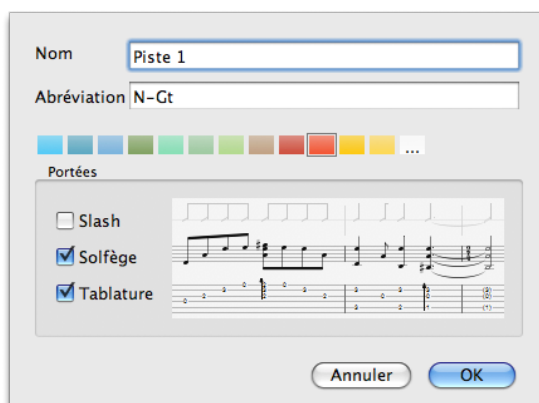 Nom Piste 1
Abréviation N-Gt
...
Portées
Slash
Solfège
Tablature
Annuler OK